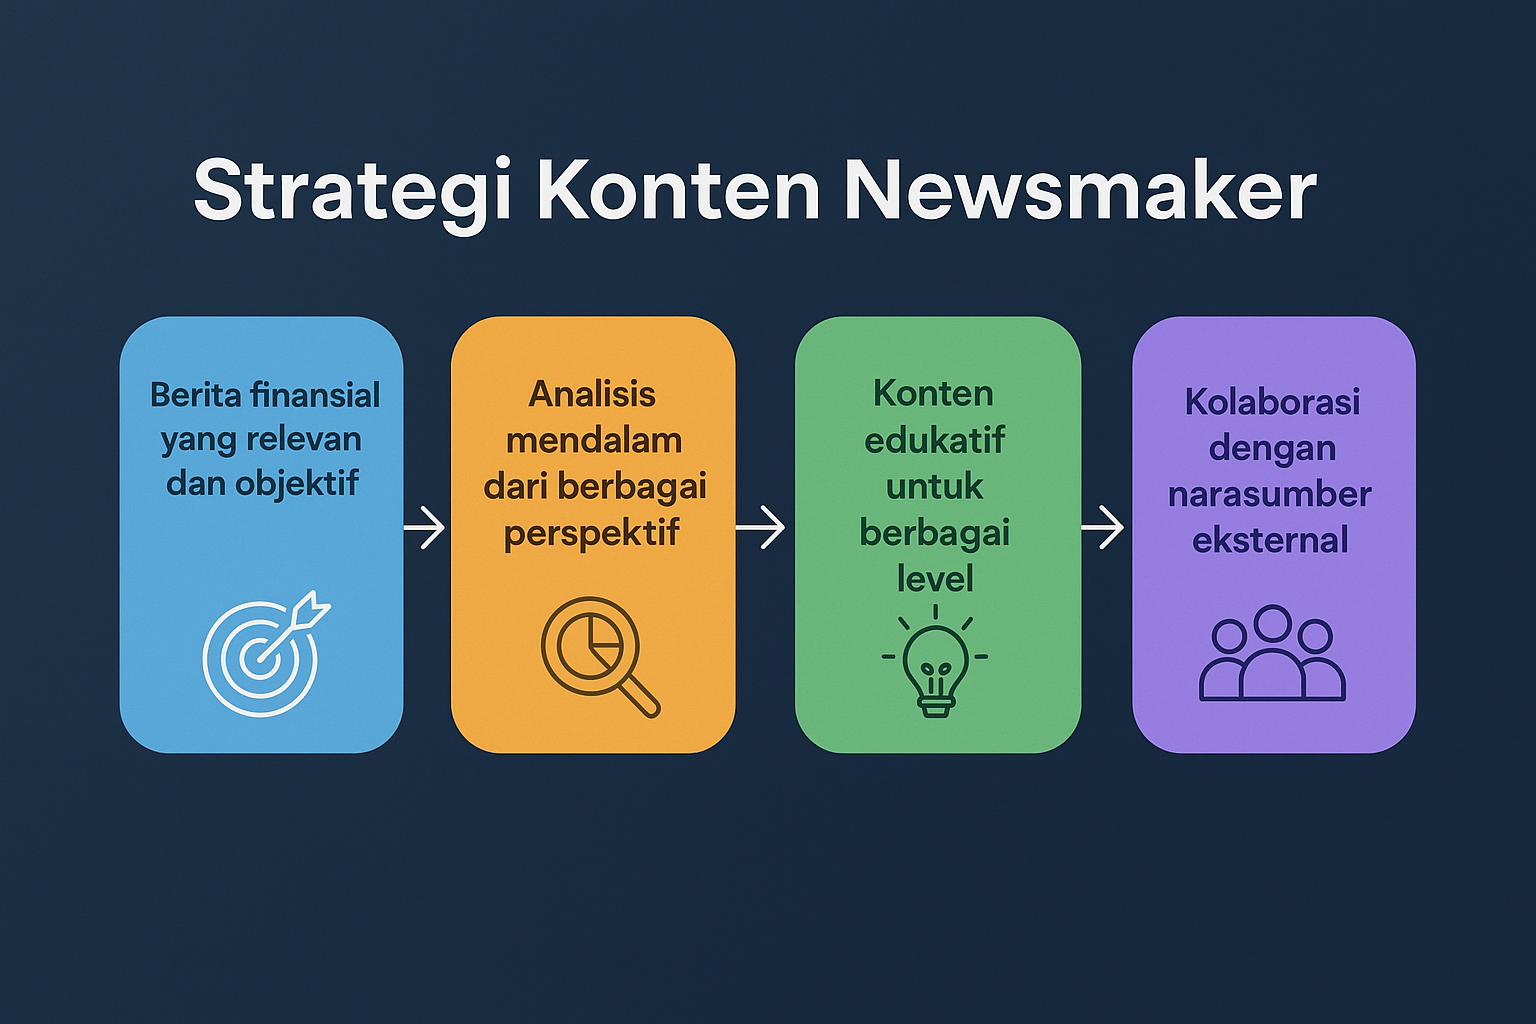 Strategi Konten Newsmaker
Berita finansial
yang relevan
dan objektif
Analisis
mendalam
dari berbagai
perspektif
Konten
edukatif
untuk
berbagai
level
Kolaborasi
dengan
narasumber
eksternal